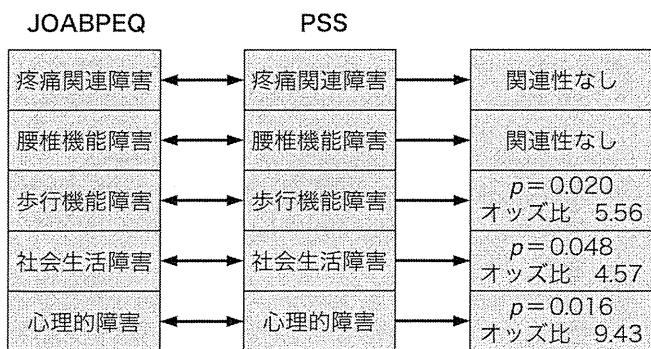 JOABPEQ PSS
疼痛関連障害 疼痛関連障害 関連性なし
腰椎機能障害 腰椎機能障害 関連性なし
歩行機能障害 歩行機能障害 p＝0.020
オッズ比 5.56
社会生活障害 社会生活障害 p＝0.048
オッズ比 4.57
心理的障害 心理的障害 p＝0.016
オッズ比 9.43